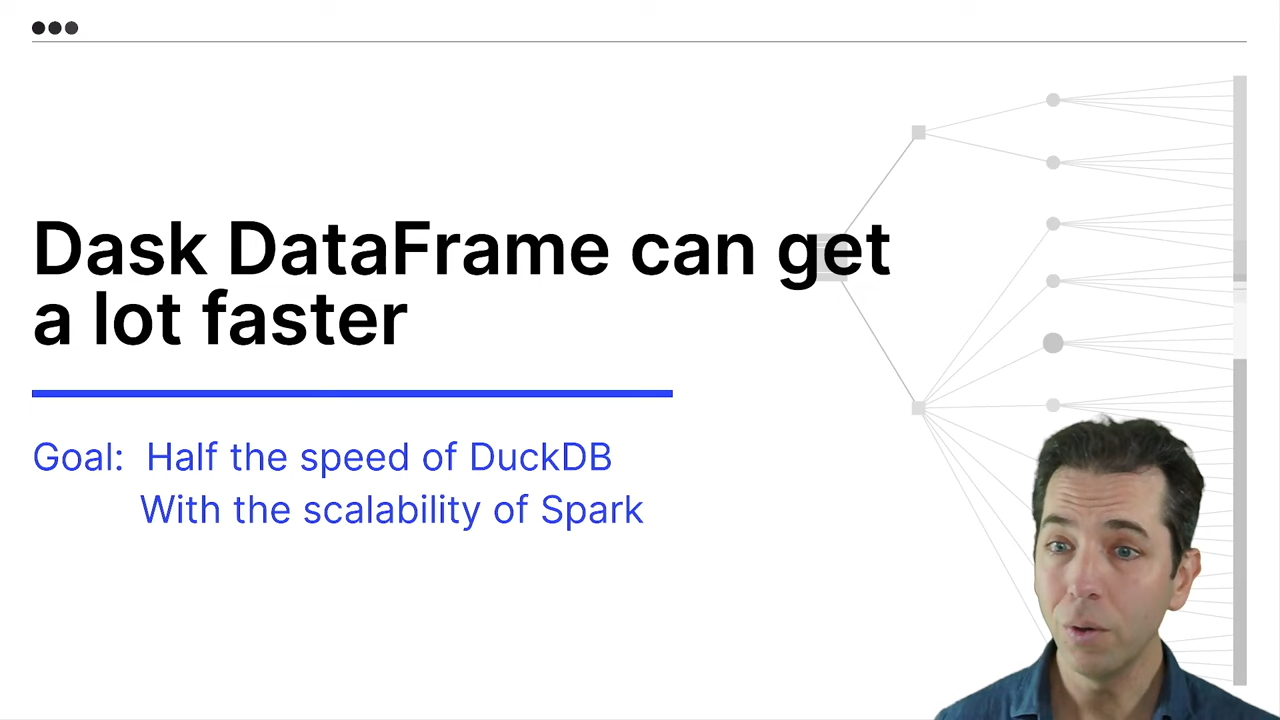 Dask DataFrame can get
a lot faster
Goal: Half the speed of DuckDB
With the scalability of Spark